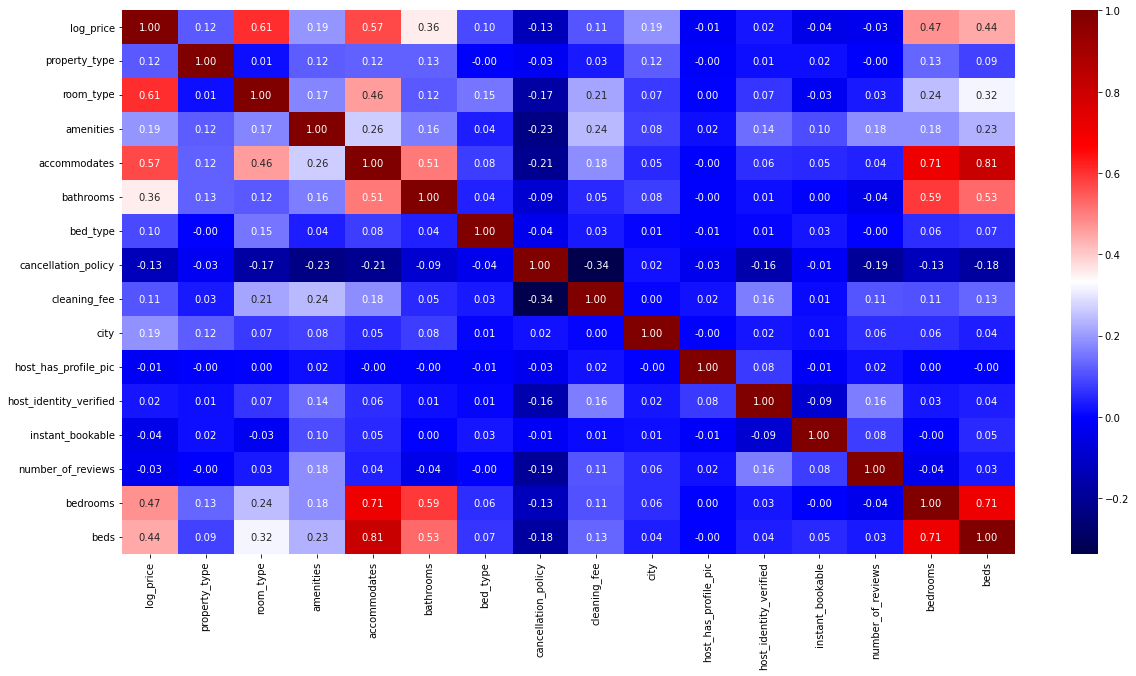 log_price 1.00 0.12 0.61 0.19 0.57 0.36 0.10 -0.13 0.11 0.19 -0.01 0.02 -0.04 -0.03 0.47 0.44
property_type 0.12 1.00 0.01 0.12 0.12 0.13 -0.00 -0.03 0.03 0.12 -0.00 0.01 0.02 -0.00 0.13 0.09
room_type 0.61 0.01 1.00 0.17 0.46 0.12 0.15 -0.17 0.21 0.07 0.00 0.07 -0.03 0.03 0.24 0.32
amenities 0.19 0.12 0.17 1.00 0.26 0.16 0.04 -0.23 0.24 0.08 0.02 0.14 0.10 0.18 0.18 0.23
accommodates 0.57 0.12 0.46 0.26 1.00 0.51 0.08 -0.21 0.18 0.05 -0.00 0.06 0.05 0.04 0.71 0.81
bathrooms 0.36 0.13 0.12 0.16 0.51 1.00 0.04 -0.09 0.05 0.08 -0.00 0.01 0.00 -0.04 0.59 0.53
bed_type 0.10 -0.00 0.15 0.04 0.08 0.04 1.00 -0.04 0.03 0.01 -0.01 0.01 0.03 -0.00 0.06 0.07
cancellation_policy -0.13 -0.03 -0.17 -0.23 -0.21 -0.09 -0.04 1.00 -0.34 0.02 -0.03 -0.16 -0.01 -0.19 -0.13 -0.18
cleaning_fee 0.11 0.03 0.21 0.24 0.18 0.05 0.03 -0.34 1.00 0.00 0.02 0.16 0.01 0.11 0.11 0.13
city 0.19 0.12 0.07 0.08 0.05 0.08 0.01 0.02 0.00 1.00 -0.00 0.02 0.01 0.06 0.06 0.04
host_has_profile_pic -0.01 -0.00 0.00 0.02 -0.00 -0.00 -0.01 -0.03 0.02 -0.00 1.00 0.08 -0.01 0.02 0.00 -0.00
host_identity_verified 0.02 0.01 0.07 0.14 0.06 0.01 0.01 -0.16 0.16 0.02 0.08 1.00 -0.09 0.16 0.03 0.04
instant_bookable -0.04 0.02 -0.03 0.10 0.05 0.00 0.03 -0.01 0.01 0.01 -0.01 -0.09 1.00 0.08 -0.00 0.05
number_of_reviews -0.03 -0.00 0.03 0.18 0.04 -0.04 -0.00 -0.19 0.11 0.06 0.02 0.16 0.08 1.00 -0.04 0.03
bedrooms 0.47 0.13 0.24 0.18 0.71 0.59 0.06 -0.13 0.11 0.06 0.00 0.03 -0.00 -0.04 1.00 0.71
beds 0.44 0.09 0.32 0.23 0.81 0.53 0.07 -0.18 0.13 0.04 -0.00 0.04 0.05 0.03 0.71 1.00
log_price
property_type
room_type
amenities
accommodates
bathrooms
bed_type
cancellation_policy
cleaning_fee
city
host_has_profile_pic
host_identity_verified
instant_bookable
number_of_reviews
bedrooms
beds
1.0
0.8
0.6
0.4
0.2
0.0
−0.2